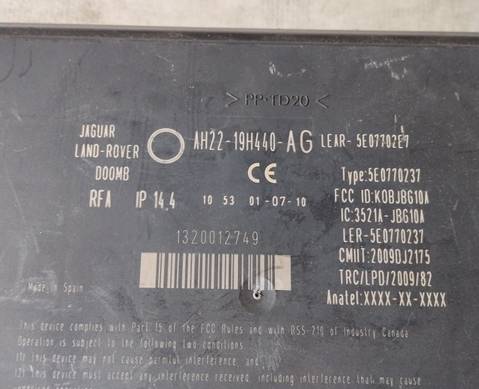 >PP-TD20<
JAGUAR
LAND-ROVER
DOOMB
AH22-19H440-AG LEAR-5E07702E7
CE
RFA IP 14.4 10 53 01-07-10
Type:5E0770237
FCC ID:KOBJBG10A
IC:3521A-JBG10A
LER-5E0770237
CMIIT:2009DJ2175
TRC/LPD/2009/82
Anatel:XXXX-XX-XXXX
1320012749
Made in Spain
This device complies with Part 15 of the FCC Rules and with RSS-210 of Industry Canada
Operation is subject to the following two conditions
(1) this device may not cause harmful interference, and
(2) this device must accept any interference received, including interference that may cause